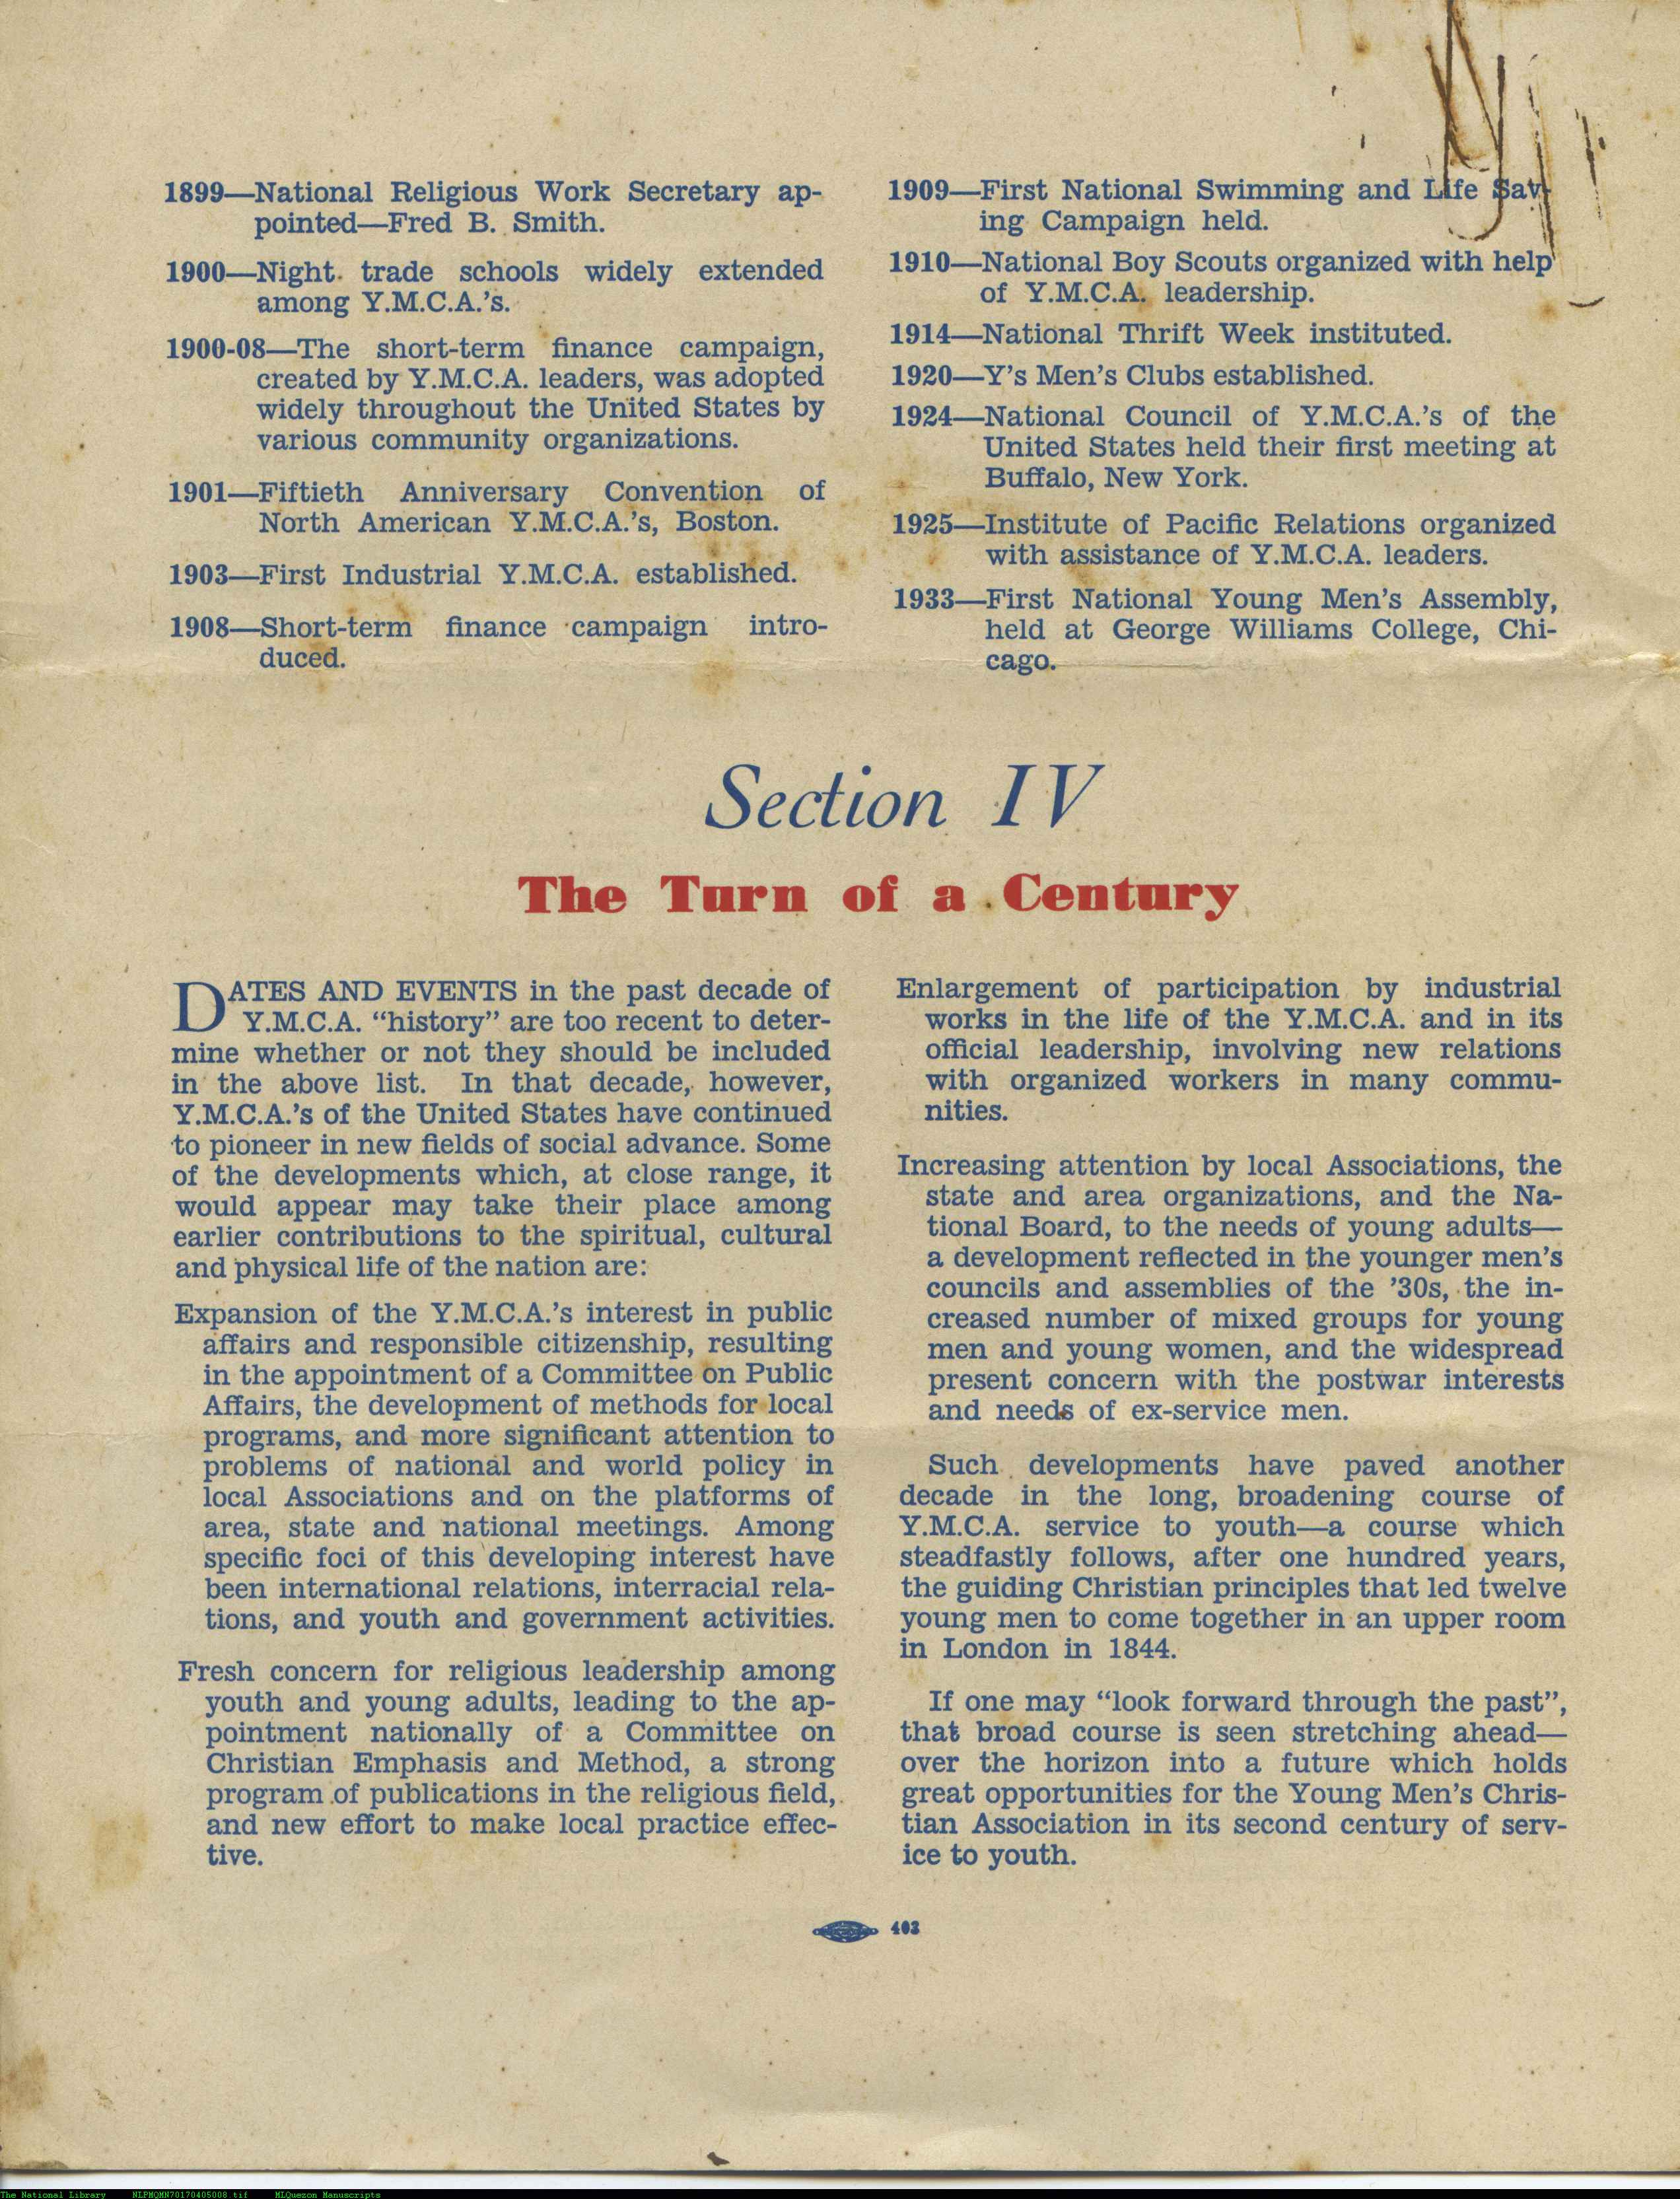 1899—National Religious Work Secretary ap-
pointed—Fred B. Smith.
1900—Night trade schools widely extended
among Y.M.C.A.'s.
1900-08—The short-term finance campaign,
created by Y.M.C.A. leaders, was adopted
widely throughout the United States by
various community organizations.
1901—Fiftieth Anniversary Convention of
North American Y.M.C.A.'s, Boston.
1903—First Industrial Y.M.C.A. established.
1908—Short-term finance campaign intro-
duced.
1909—First National Swimming and Life Sav-
ing Campaign held.
1910—National Boy Scouts organized with help
of Y.M.C.A. leadership.
1914—National Thrift Week instituted.
1920—Y's Men's Clubs established.
1924—National Council of Y.M.C.A.'s of the
United States held their first meeting at
Buffalo, New York.
1925—Institute of Pacific Relations organized
with assistance of Y.M.C.A. leaders.
1933—First National Young Men's Assembly,
held at George Williams College, Chi-
cago.
Section IV
The Turn of a Century
DATES AND EVENTS in the past decade of
Y.M.C.A. "history" are too recent to deter-
mine whether or not they should be included
in the above list. In that decade, however,
Y.M.C.A.'s of the United States have continued
to pioneer in new fields of social advance. Some
of the developments which, at close range, it
would appear may take their place among
earlier contributions to the spiritual, cultural
and physical life of the nation are:
Expansion of the Y.M.C.A.'s interest in public
affairs and responsible citizenship, resulting
in the appointment of a Committee on Public
Affairs, the development of methods for local
programs, and more significant attention to
problems of national and world policy in
local Associations and on the platforms of
area, state and national meetings. Among
specific foci of this developing interest have
been international relations, interracial rela-
tions, and youth and government activities.
Fresh concern for religious leadership among
youth and young adults, leading to the ap-
pointment nationally of a Committee on
Christian Emphasis and Method, a strong
program of publications in the religious field,
and new effort to make local practice effec-
tive.
Enlargement of participation by industrial
works in the life of the Y.M.C.A. and in its
official leadership, involving new relations
with organized workers in many commu-
nities.
Increasing attention by local Associations, the
state and area organizations, and the Na-
tional Board, to the needs of young adults—
a development reflected in the younger men's
councils and assemblies of the '30s, the in-
creased number of mixed groups for young
men and young women, and the widespread
present concern with the postwar interests
and needs of ex-service men.
Such developments have paved another
decade in the long, broadening course of
Y.M.C.A. service to youth—a course which
steadfastly follows, after one hundred years,
the guiding Christian principles that led twelve
young men to come together in an upper room
in London in 1844.
If one may "look forward through the past",
that broad course is seen stretching ahead—
over the horizon into a future which holds
great opportunities for the Young Men's Chris-
tian Association in its second century of serv-
ice to youth.
403
The National Library NLPMQMN70170405008.tif MLQuezon Manuscripts